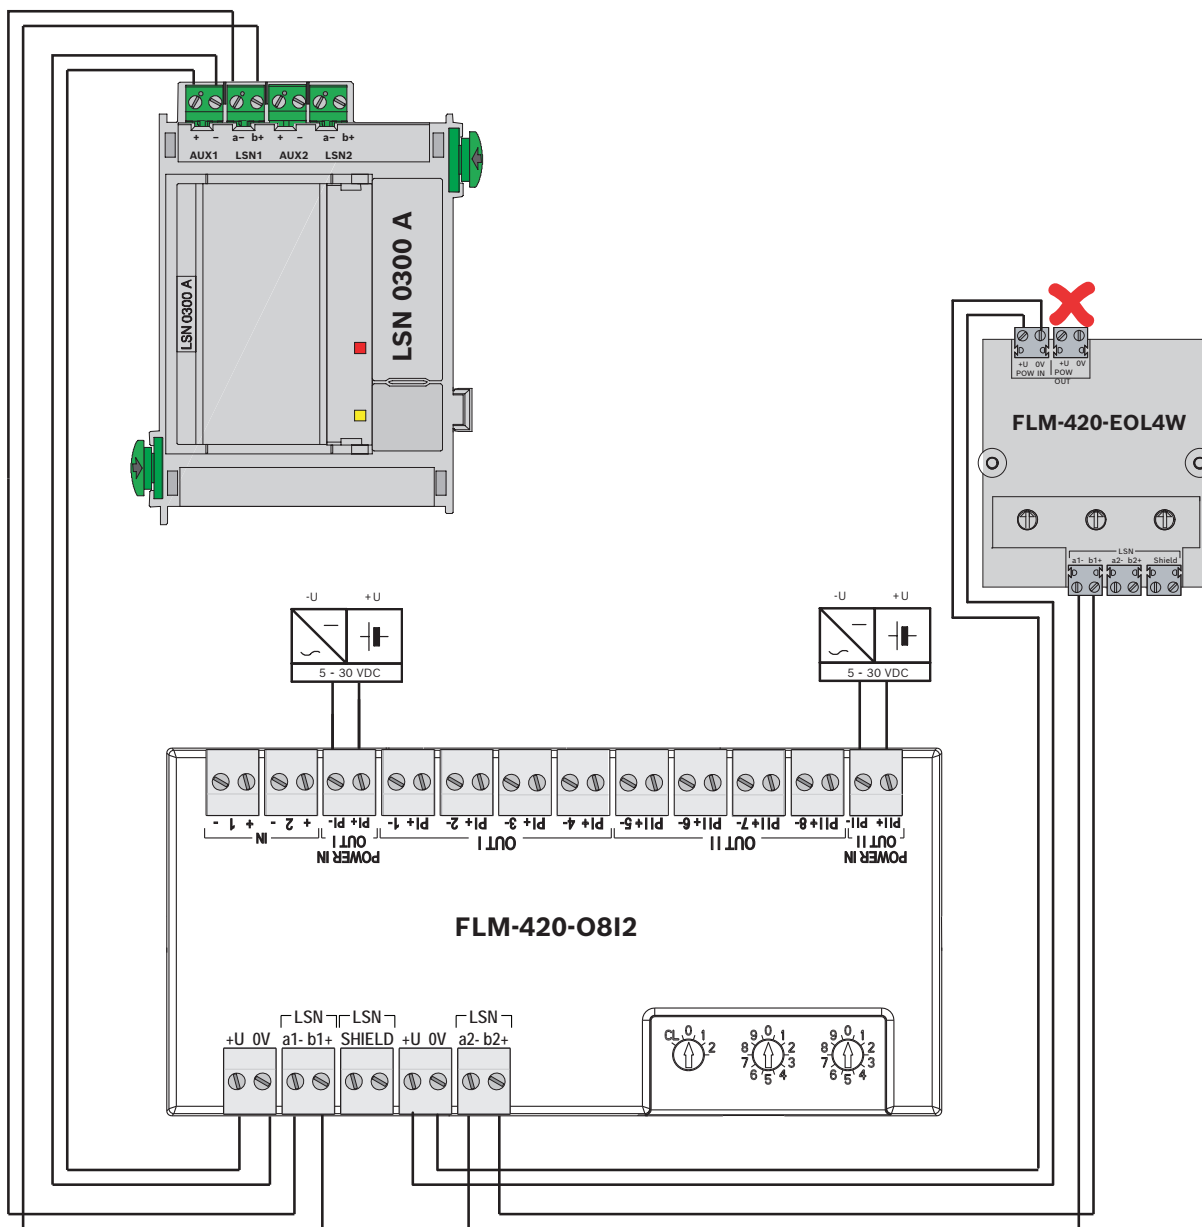 + - a- b+ + - a- b+
AUX1 LSN1 AUX2 LSN2
LSN 0300 A
LSN 0300 A
+U 0V +U 0V
POW IN POW
OUT
FLM-420-EOL4W
LSN
a1- b1+ a2- b2+ Shield
-U +U
5 - 30 VDC
-U +U
5 - 30 VDC
- 1 + - 2 + PI- PI+ 1- PI+ 2- PI+ 3- PI+ 4- PI+ PII+5- PII+6- PII+7- PII+8- PII- PII+
IN OUT I OUT I OUT II OUT II
POWER IN POWER IN
FLM-420-O8I2
LSN LSN LSN
+U 0V a1- b1+ SHIELD +U 0V a2- b2+
CL 0 1 2
9 0 1 2 3 4 5 6 7 8
9 0 1 2 3 4 5 6 7 8